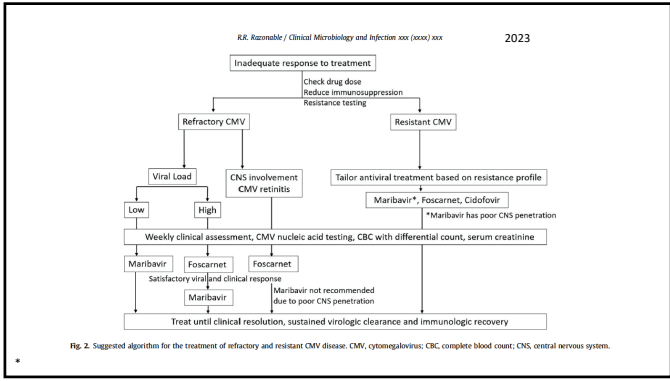 R.R. Razonable / Clinical Microbiology and Infection xxx (xxxx) xxx
2023
Inadequate response to treatment
Check drug dose
Reduce immunosuppression
Resistance testing
Refractory CMV
Resistant CMV
Viral Load
CNS involvement
CMV retinitis
Tailor antiviral treatment based on resistance profile
Low
High
Maribavir*, Foscarnet, Cidofovir
*Maribavir has poor CNS penetration
Weekly clinical assessment, CMV nucleic acid testing, CBC with differential count, serum creatinine
Maribavir
Foscarnet
Foscarnet
Satisfactory viral and clinical response
Maribavir
Maribavir not recommended
due to poor CNS penetration
Treat until clinical resolution, sustained virologic clearance and immunologic recovery
Fig. 2. Suggested algorithm for the treatment of refractory and resistant CMV disease. CMV, cytomegalovirus; CBC, complete blood count; CNS, central nervous system.
*